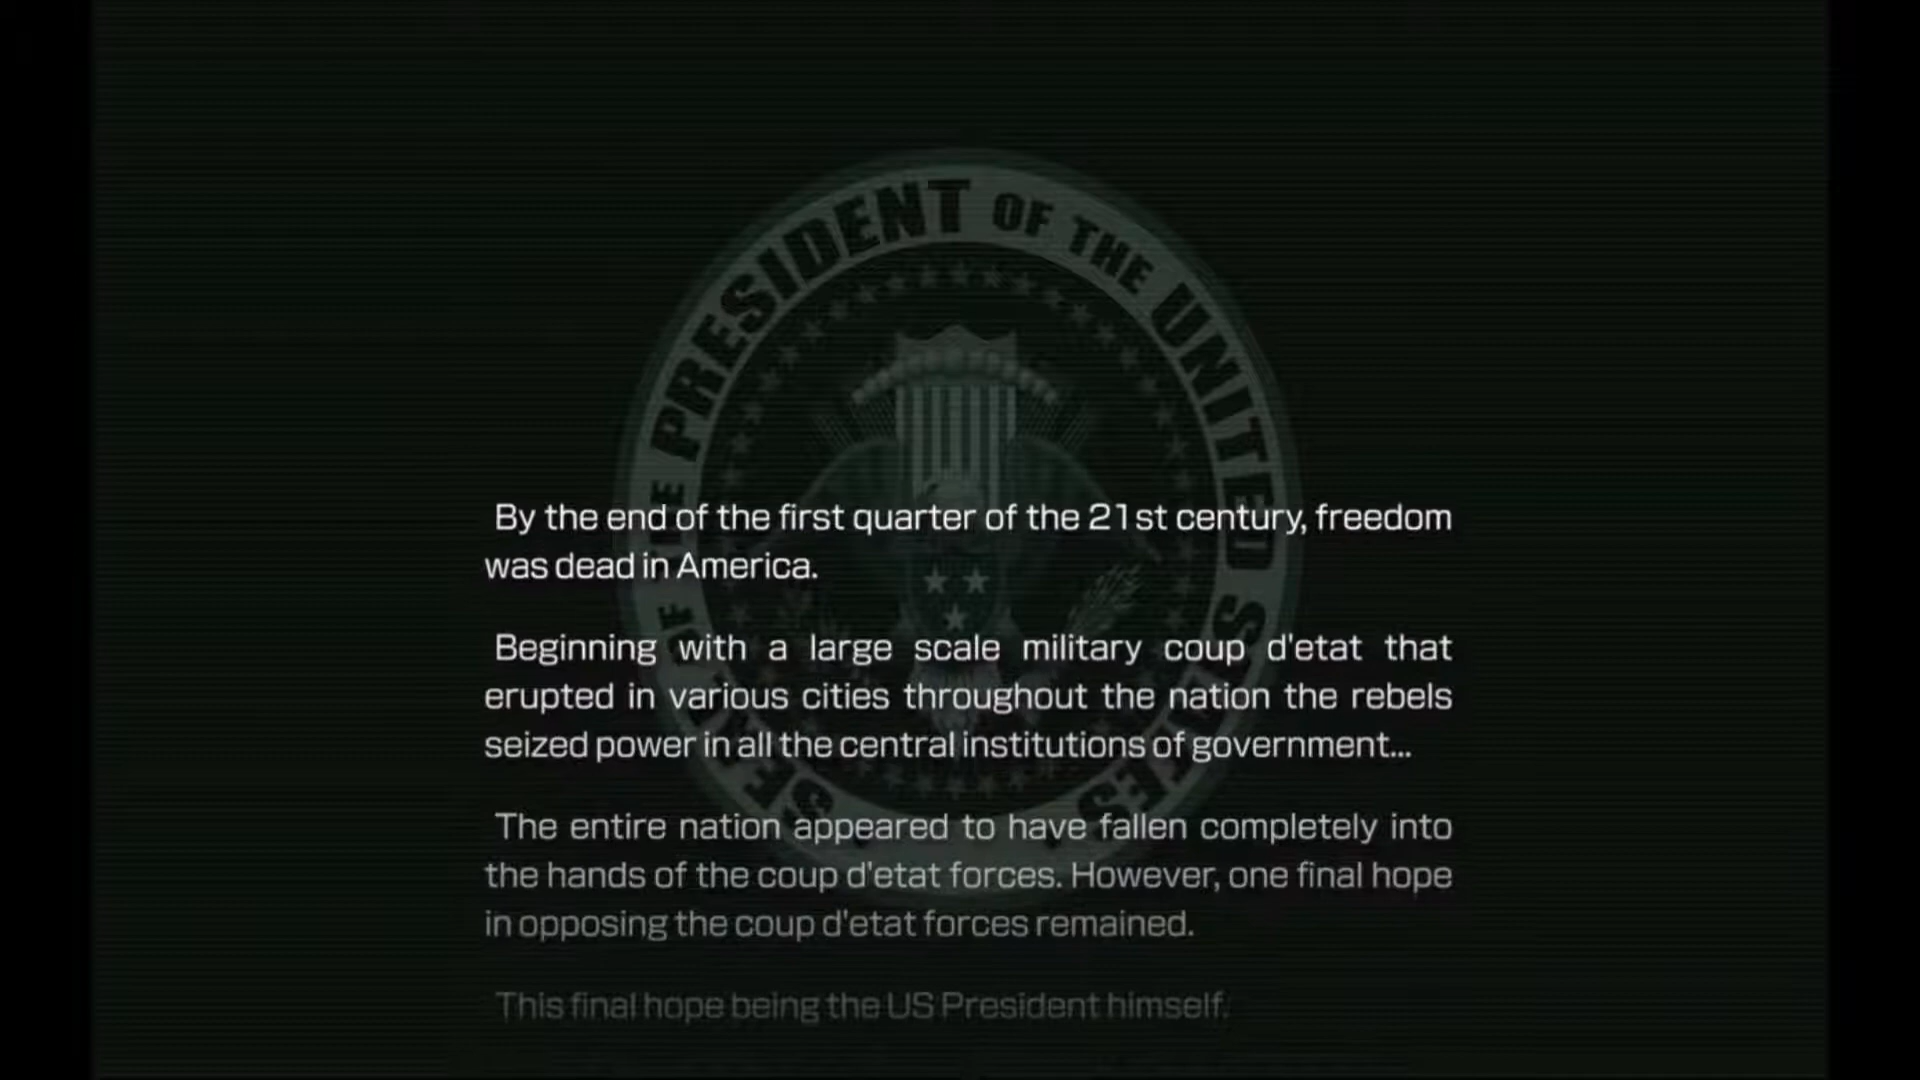 SEAL OF THE PRESIDENT OF THE UNITED STATES
By the end of the first quarter of the 21st century, freedom
was dead in America.
Beginning with a large scale military coup d'etat that
erupted in various cities throughout the nation the rebels
seized power in all the central institutions of government...
The entire nation appeared to have fallen completely into
the hands of the coup d'etat forces. However, one final hope
in opposing the coup d'etat forces remained.
This final hope being the US President himself.